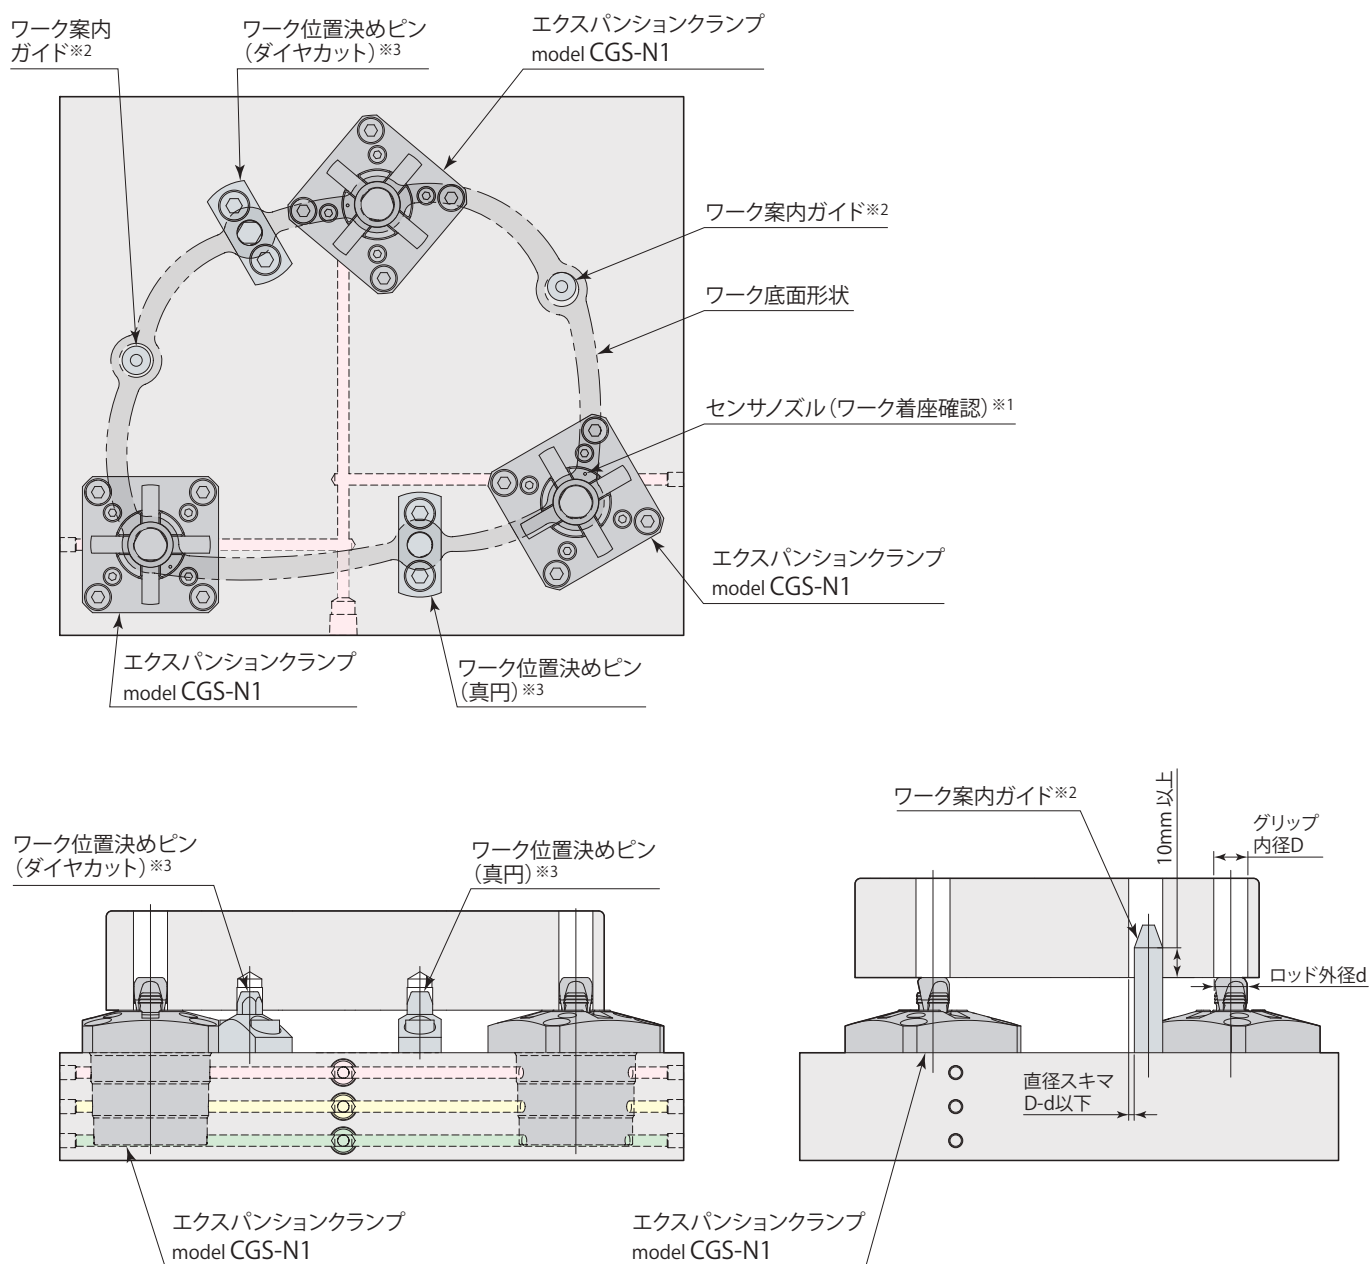 ワーク案内
ガイド※2
ワーク位置決めピン
(ダイヤカット)※3
エクスパンションクランプ
model CGS-N1
ワーク案内ガイド※2
ワーク底面形状
センサノズル(ワーク着座確認)※1
エクスパンションクランプ
model CGS-N1
エクスパンションクランプ
model CGS-N1
ワーク位置決めピン
(真円)※3
ワーク位置決めピン
(ダイヤカット)※3
ワーク位置決めピン
(真円)※3
エクスパンションクランプ
model CGS-N1
ワーク案内ガイド※2
10mm 以上
グリップ
内径D
ロッド外径d
直径スキマ
D-d以下
エクスパンションクランプ
model CGS-N1